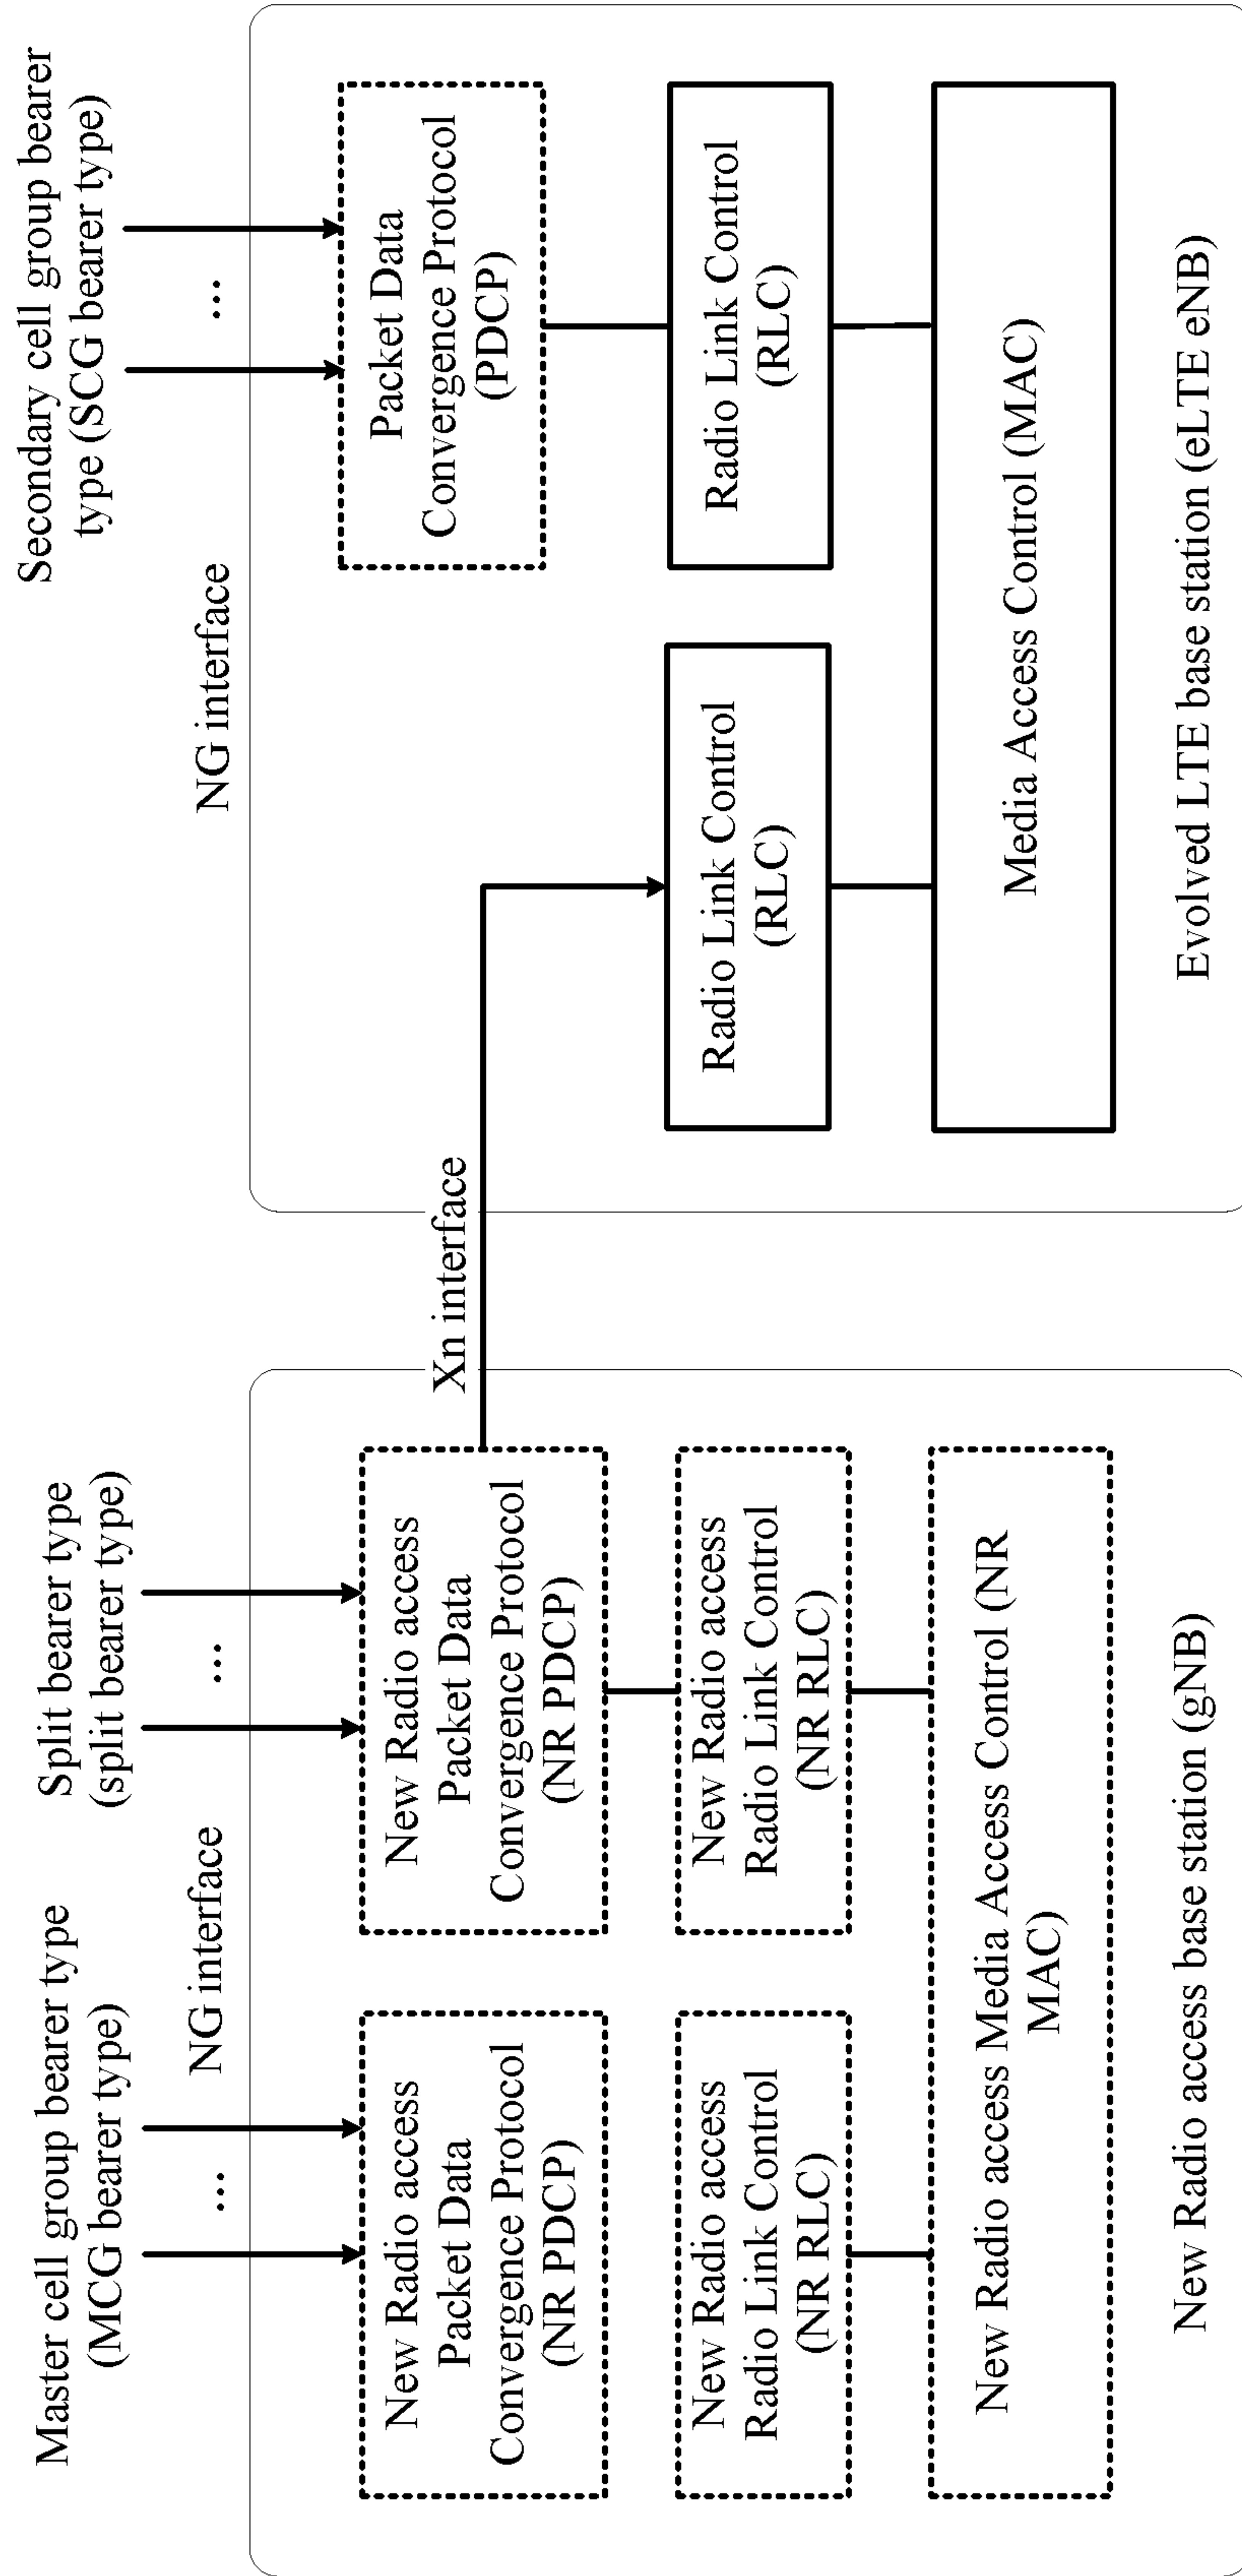 Master cell group bearer type
(MCG bearer type)
Split bearer type
(split bearer type)
Secondary cell group bearer
type (SCG bearer type)
NG interface
NG interface
...
...
...
New Radio access
Packet Data
Convergence Protocol
(NR PDCP)
New Radio access
Packet Data
Convergence Protocol
(NR PDCP)
Xn interface
Packet Data
Convergence Protocol
(PDCP)
New Radio access
Radio Link Control
(NR RLC)
New Radio access
Radio Link Control
(NR RLC)
Radio Link Control
(RLC)
Radio Link Control
(RLC)
New Radio access Media Access Control (NR
MAC)
Media Access Control (MAC)
New Radio access base station (gNB)
Evolved LTE base station (eLTE eNB)